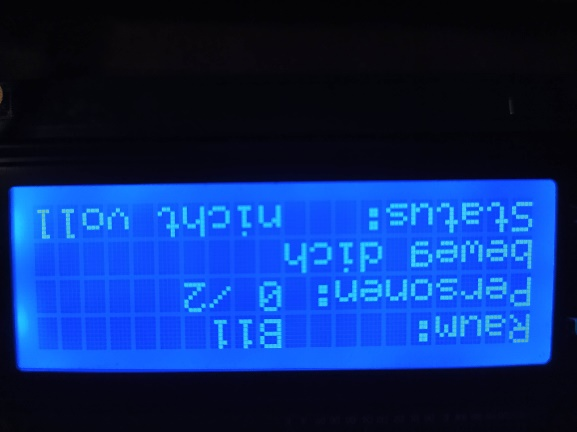 Raum: B11
Personen: 0 /2
beweg dich
Status: nicht voll